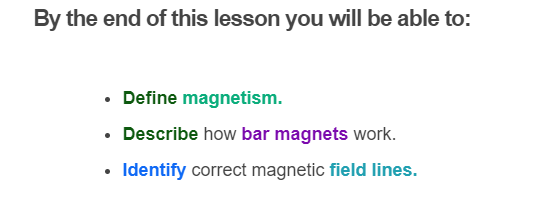 By the end of this lesson you will be able to:
• Define magnetism.
• Describe how bar magnets work.
• Identify correct magnetic field lines.